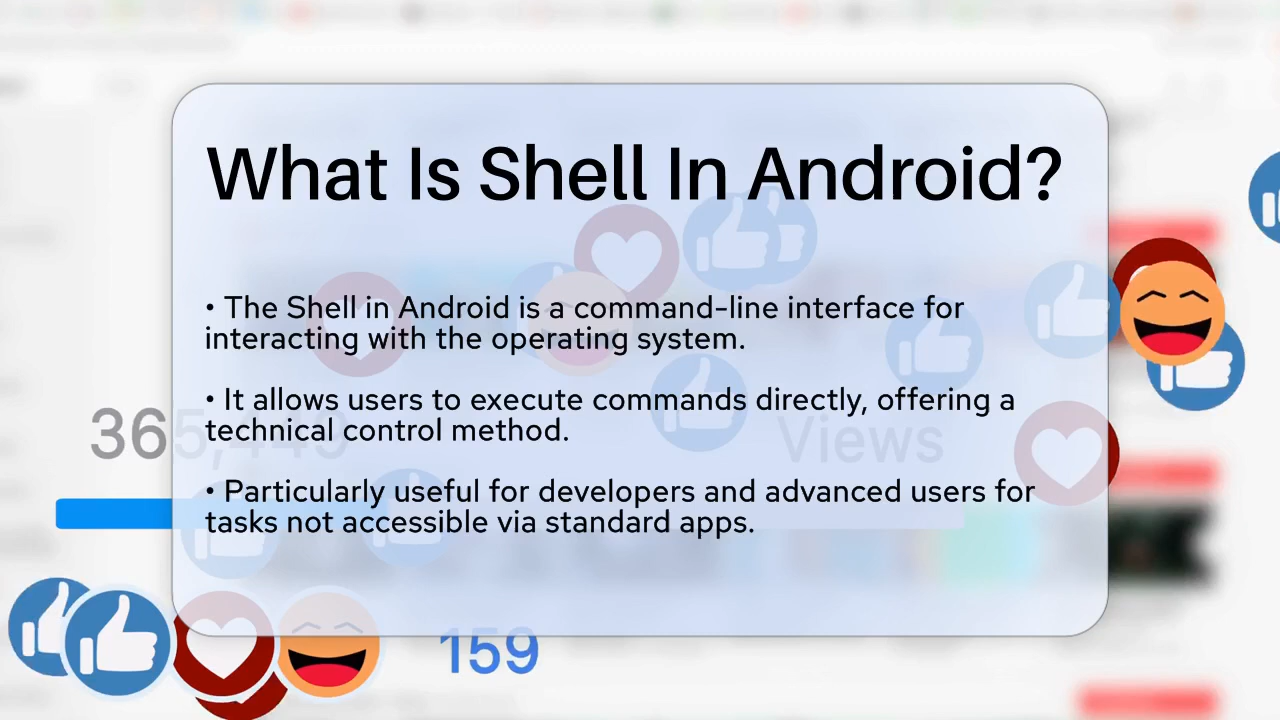 What Is Shell In Android?
• The Shell in Android is a command-line interface for
interacting with the operating system.
• It allows users to execute commands directly, offering a
technical control method.
• Particularly useful for developers and advanced users for
tasks not accessible via standard apps.
Views
159